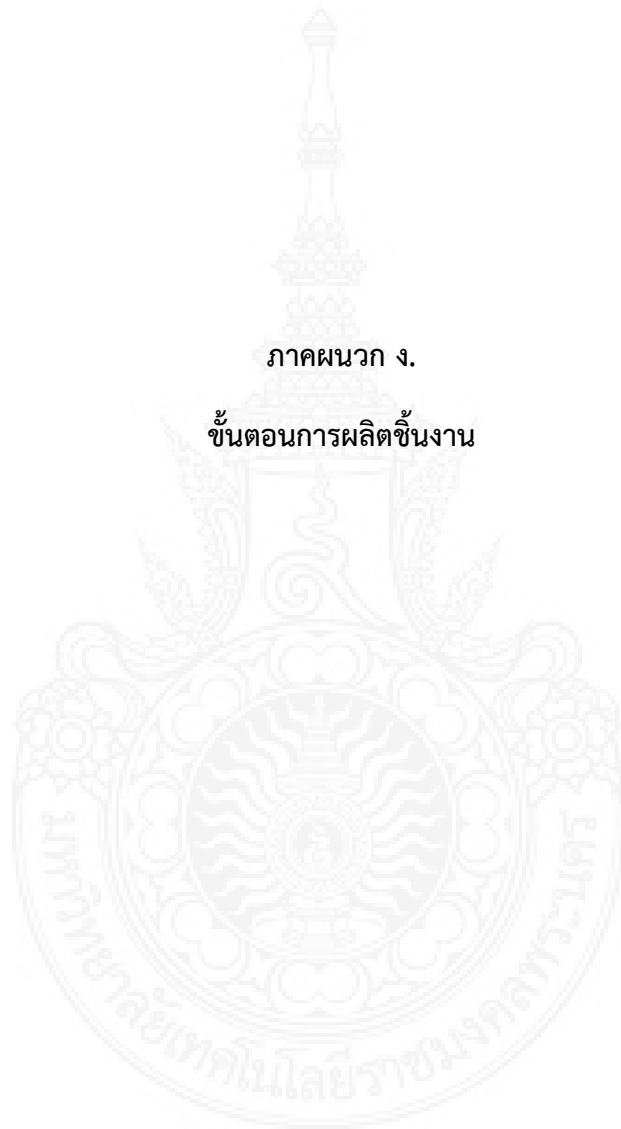 ภาคผนวก ง.
ขั้นตอนการผลิตชิ้นงาน
มหาวิทยาลัยเทคโนโลยีราชมงคลพระนคร